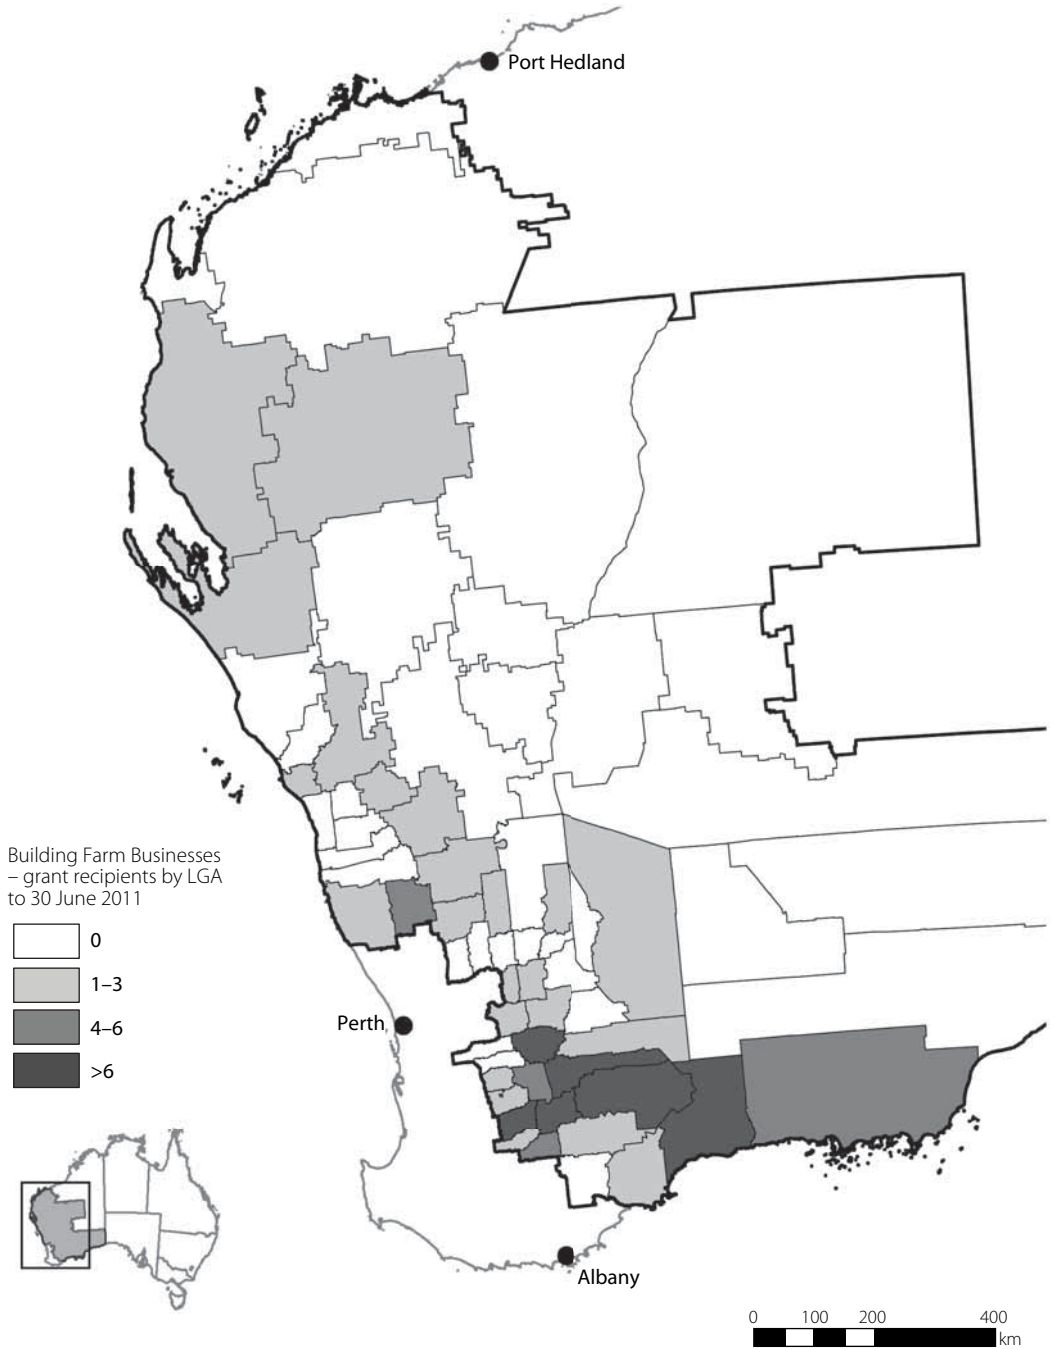 Port Hedland
Building Farm Businesses
– grant recipients by LGA
to 30 June 2011
0
1–3
4–6
>6
Perth
Albany
0 100 200 400
km